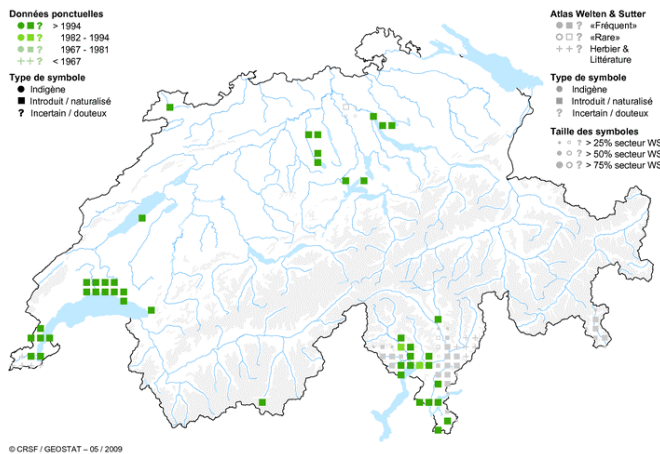 Données ponctuelles
? > 1994
? 1982 - 1994
? 1967 - 1981
++? < 1967
Type de symbole
Indigène
Introduit / naturalisé
? Incertain / douteux
Atlas Welten & Sutter
? «Fréquent»
? «Rare»
++? Herbier &
Littérature
Type de symbole
Indigène
Introduit / naturalisé
? Incertain / douteux
Taille des symboles
? > 25% secteur WS
? > 50% secteur WS
? > 75% secteur WS
© CRSF / GEOSTAT – 05 / 2009